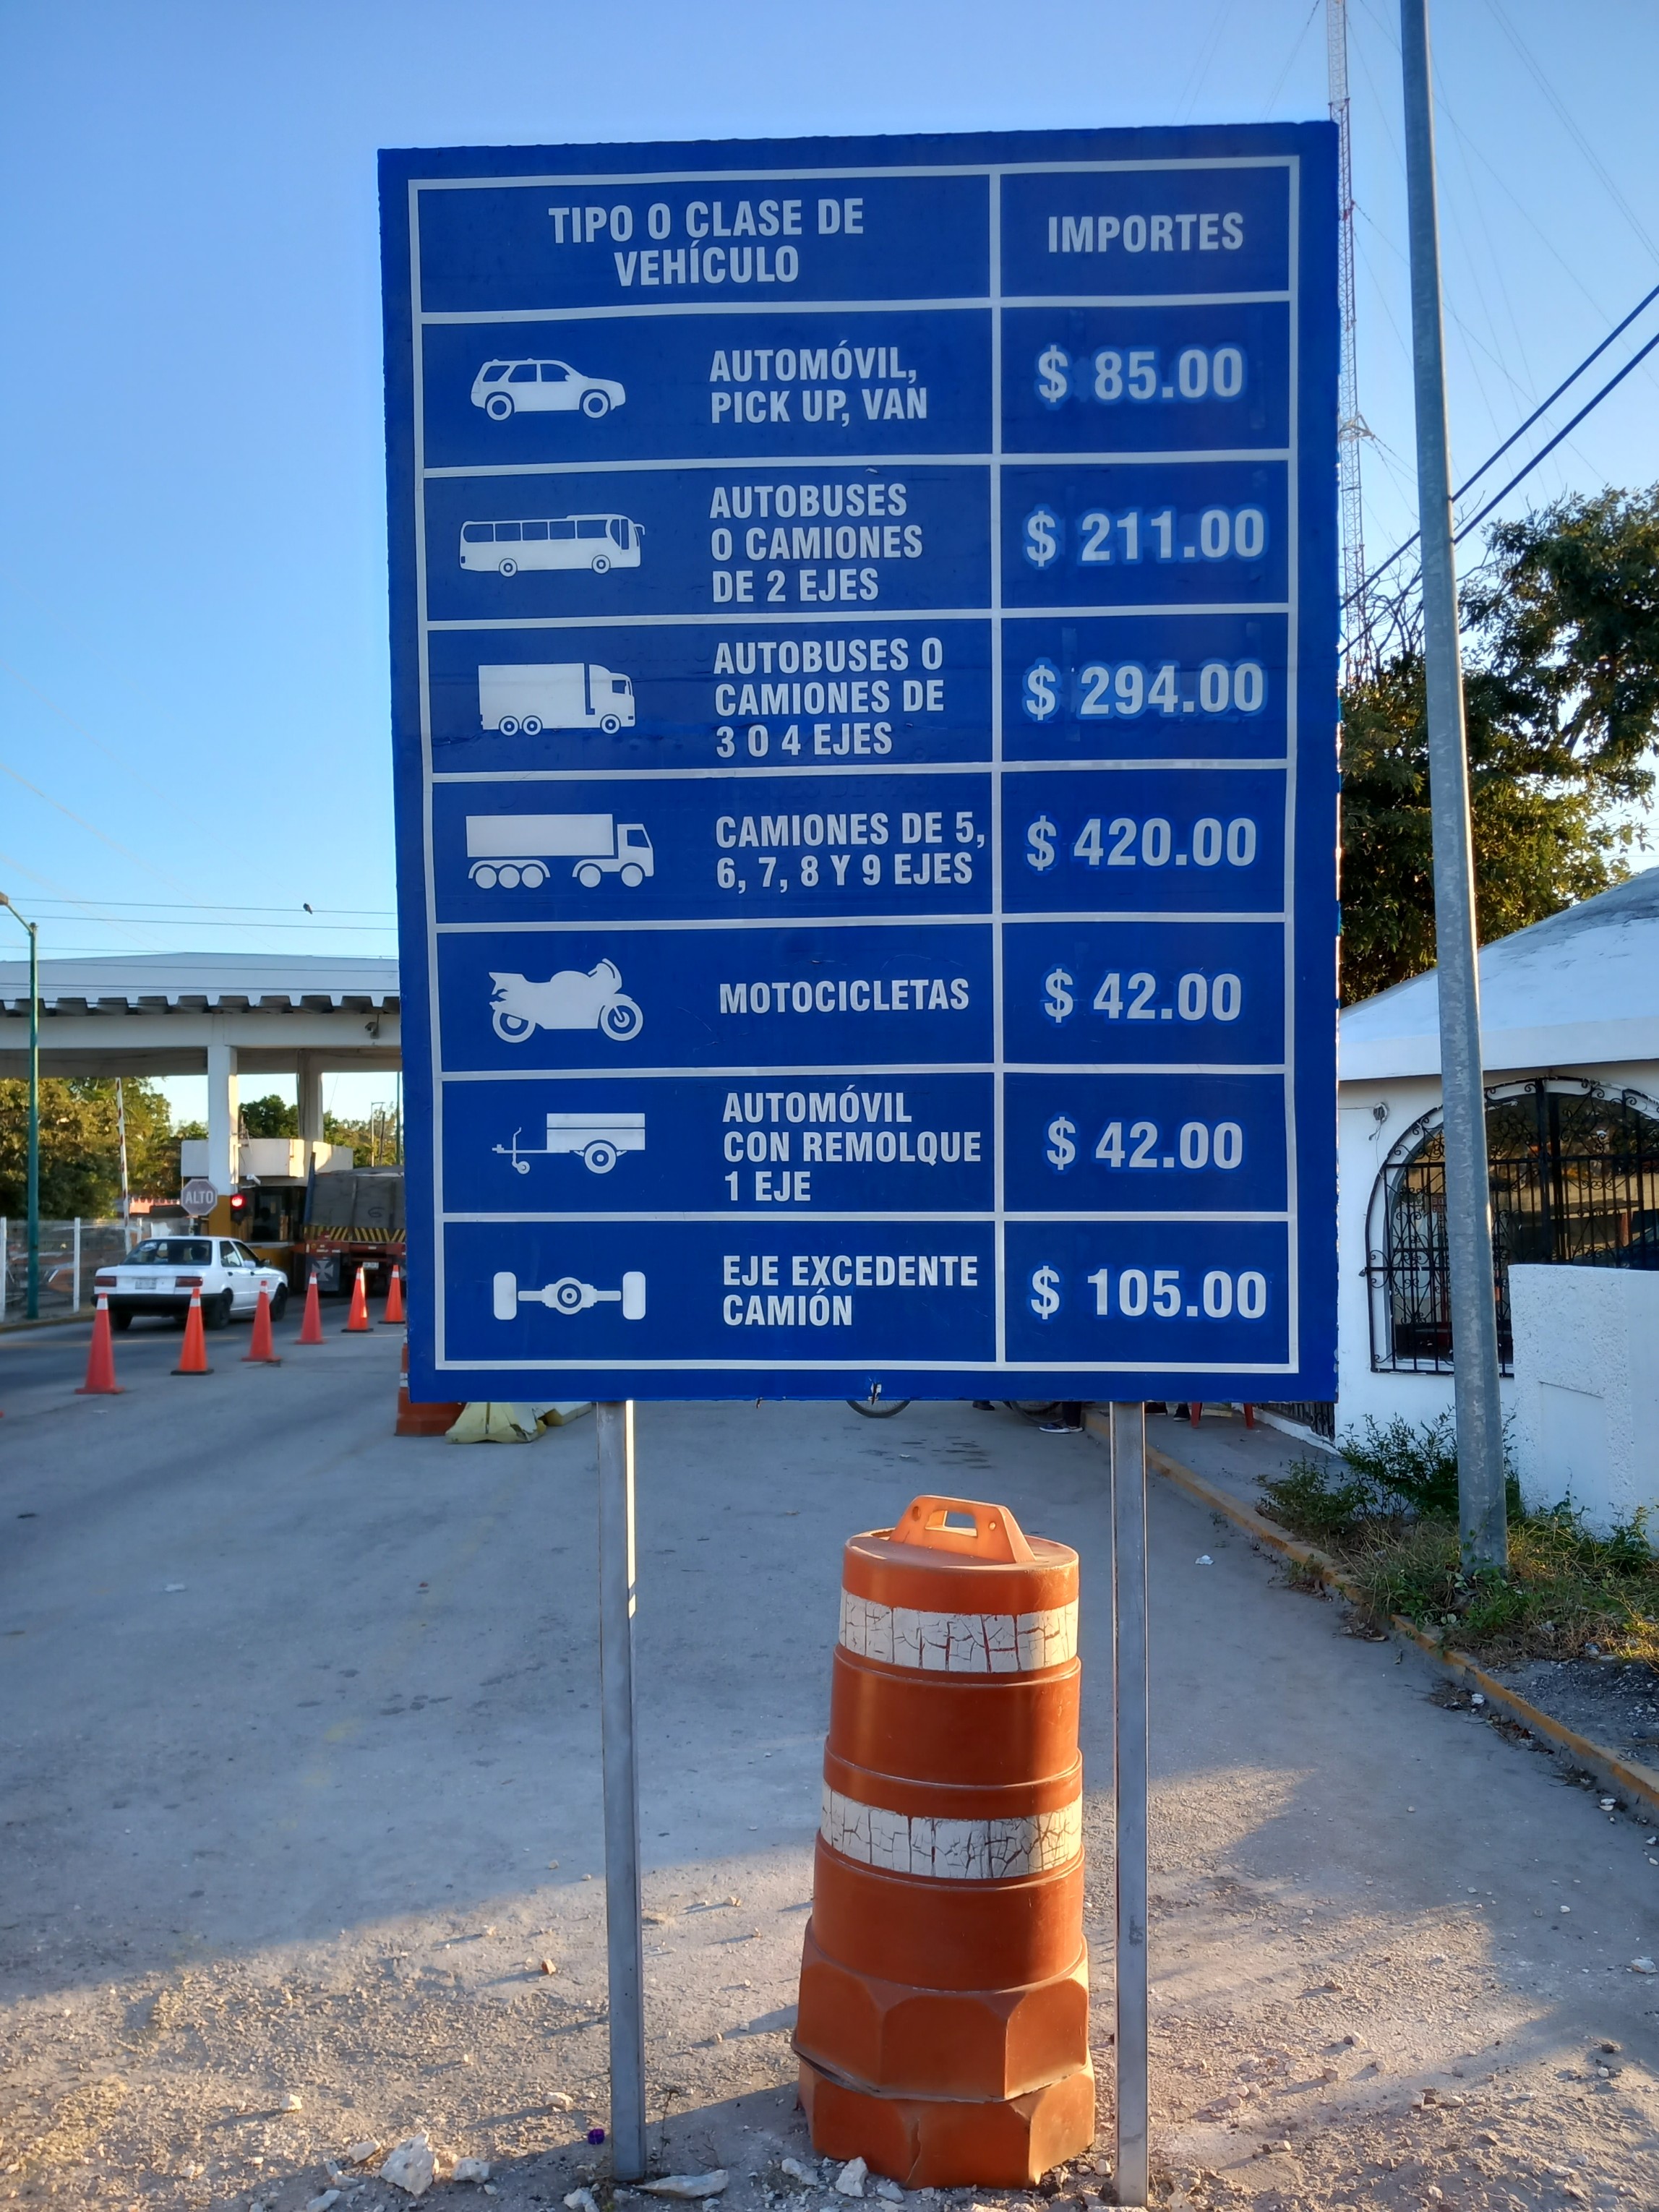 TIPO O CLASE DE
VEHÍCULO
IMPORTES
AUTOMÓVIL,
PICK UP, VAN
$ 85.00
AUTOBUSES
O CAMIONES
DE 2 EJES
$ 211.00
AUTOBUSES O
CAMIONES DE
3 O 4 EJES
$ 294.00
CAMIONES DE 5,
6, 7, 8 Y 9 EJES
$ 420.00
MOTOCICLETAS
$ 42.00
AUTOMÓVIL
CON REMOLQUE
1 EJE
$ 42.00
EJE EXCEDENTE
CAMIÓN
$ 105.00
ALTO